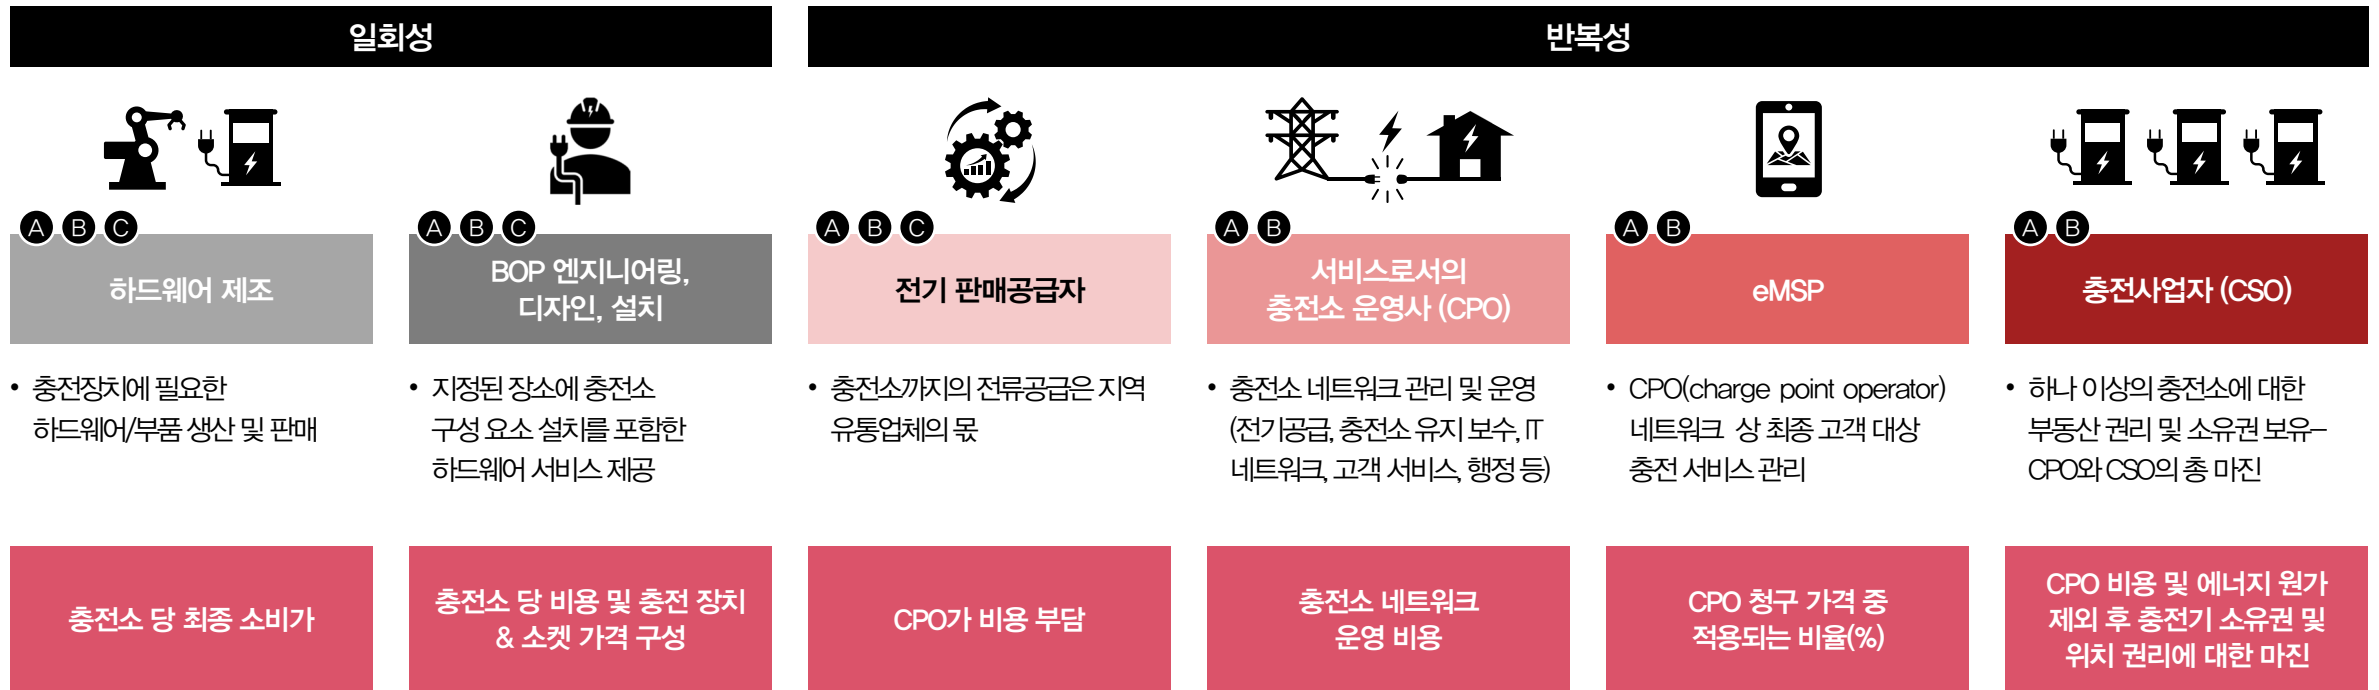 일회성
반복성
A B C
하드웨어 제조
• 충전장치에 필요한
하드웨어/부품 생산 및 판매
충전소 당 최종 소비가
A B C
BOP 엔지니어링,
디자인, 설치
• 지정된 장소에 충전소
구성 요소 설치를 포함한
하드웨어 서비스 제공
충전소 당 비용 및 충전 장치
& 소켓 가격 구성
A B C
전기 판매공급자
• 충전소까지의 전류공급은 지역
유통업체의 몫
CPO가 비용 부담
A B
서비스로서의
충전소 운영사 (CPO)
• 충전소 네트워크 관리 및 운영
(전기공급, 충전소 유지 보수, IT
네트워크, 고객 서비스, 행정 등)
충전소 네트워크
운영 비용
A B
eMSP
• CPO(charge point operator)
네트워크 상 최종 고객 대상
충전 서비스 관리
CPO 청구 가격 중
적용되는 비율(%)
A B
충전사업자 (CSO)
• 하나 이상의 충전소에 대한
부동산 권리 및 소유권 보유–
CPO와 CSO의 총 마진
CPO 비용 및 에너지 원가
제외 후 충전기 소유권 및
위치 권리에 대한 마진